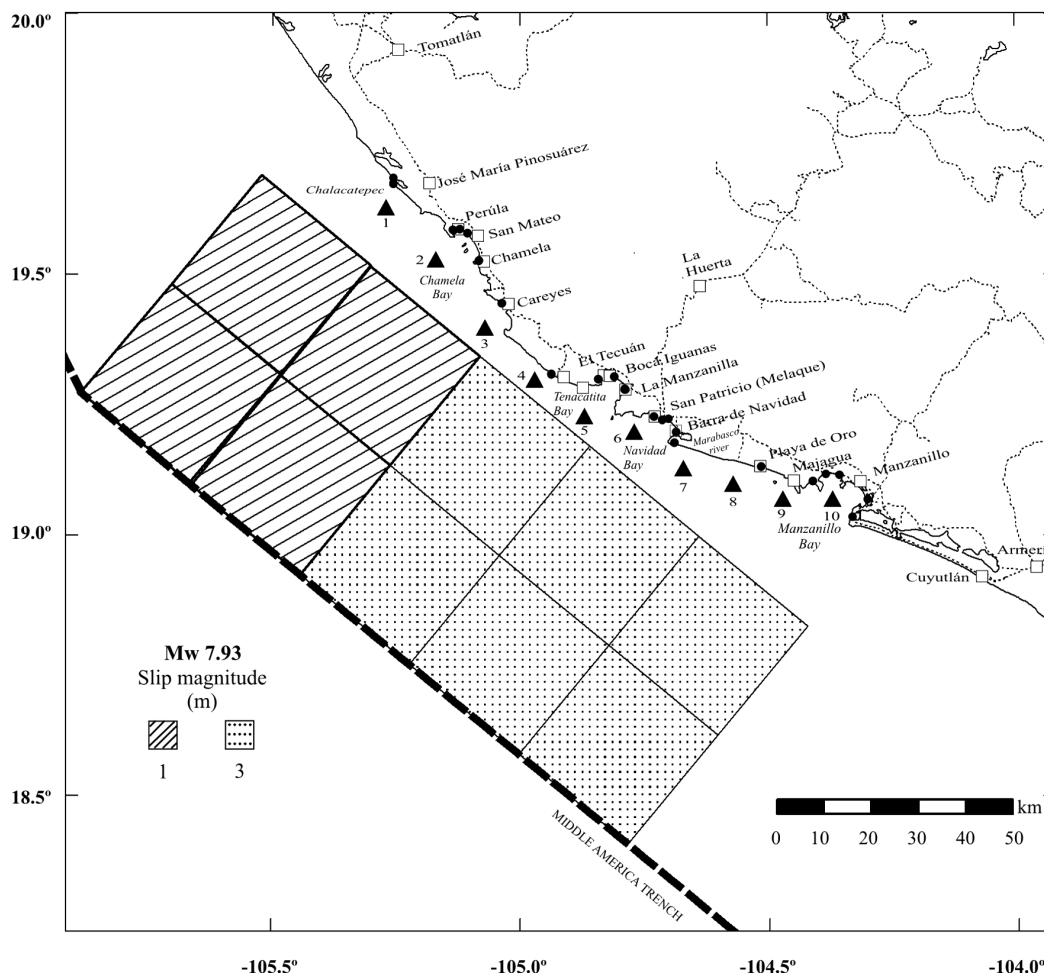 20.0º
Tomatlán
José María Pinosuárez
Chalacatepec
1
Perúla
San Mateo
La
Huerta
19.5º
2
Chamela
Chamela
Bay
Careyes
3
El Tecuán
Boca Iguanas
4
La Manzanilla
Tenacatita
Bay
San Patricio (Melaque)
5
Barra de Navidad
6
Navidad
Bay
Marabasco
river
Playa de Oro
Majagua
Manzanillo
7
8
9
10
19.0º
Manzanillo
Bay
Armerí
Cuyutlán
Mw 7.93
Slip magnitude
(m)
1
3
18.5º
km
0
10
20
30
40
50
MIDDLE AMERICA TRENCH
-105.5º
-105.0º
-104.5º
-104.0º